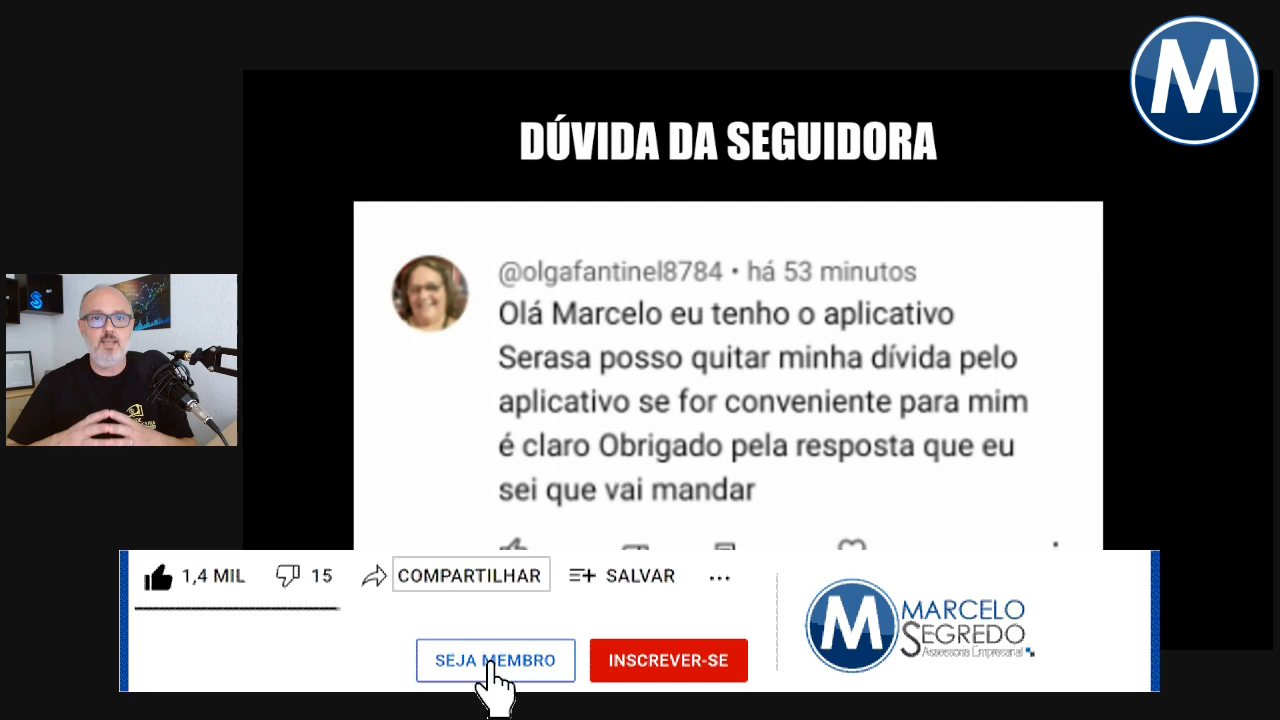 M
DÚVIDA DA SEGUIDORA
@olgafantinel8784 • há 53 minutos
Olá Marcelo eu tenho o aplicativo
Serasa posso quitar minha dívida pelo
aplicativo se for conveniente para mim
é claro Obrigado pela resposta que eu
sei que vai mandar
1,4 MIL 15 COMPARTILHAR SALVAR ...
SEJA MEMBRO INSCREVER-SE
M MARCELO
SEGREDO
Assessoria Empresarial